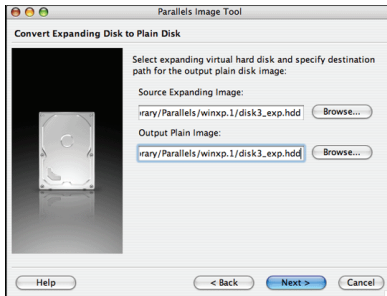 Parallels Image Tool
Convert Expanding Disk to Plain Disk
Select expanding virtual hard disk and specify destination
path for the output plain disk image:
Source Expanding Image:
rary/Parallels/winxp.1/disk3_exp.hdd
Browse...
Output Plain Image:
rary/Parallels/winxp.1/disk3_exp.hdd
Browse...
Help
< Back
Next >
Cancel